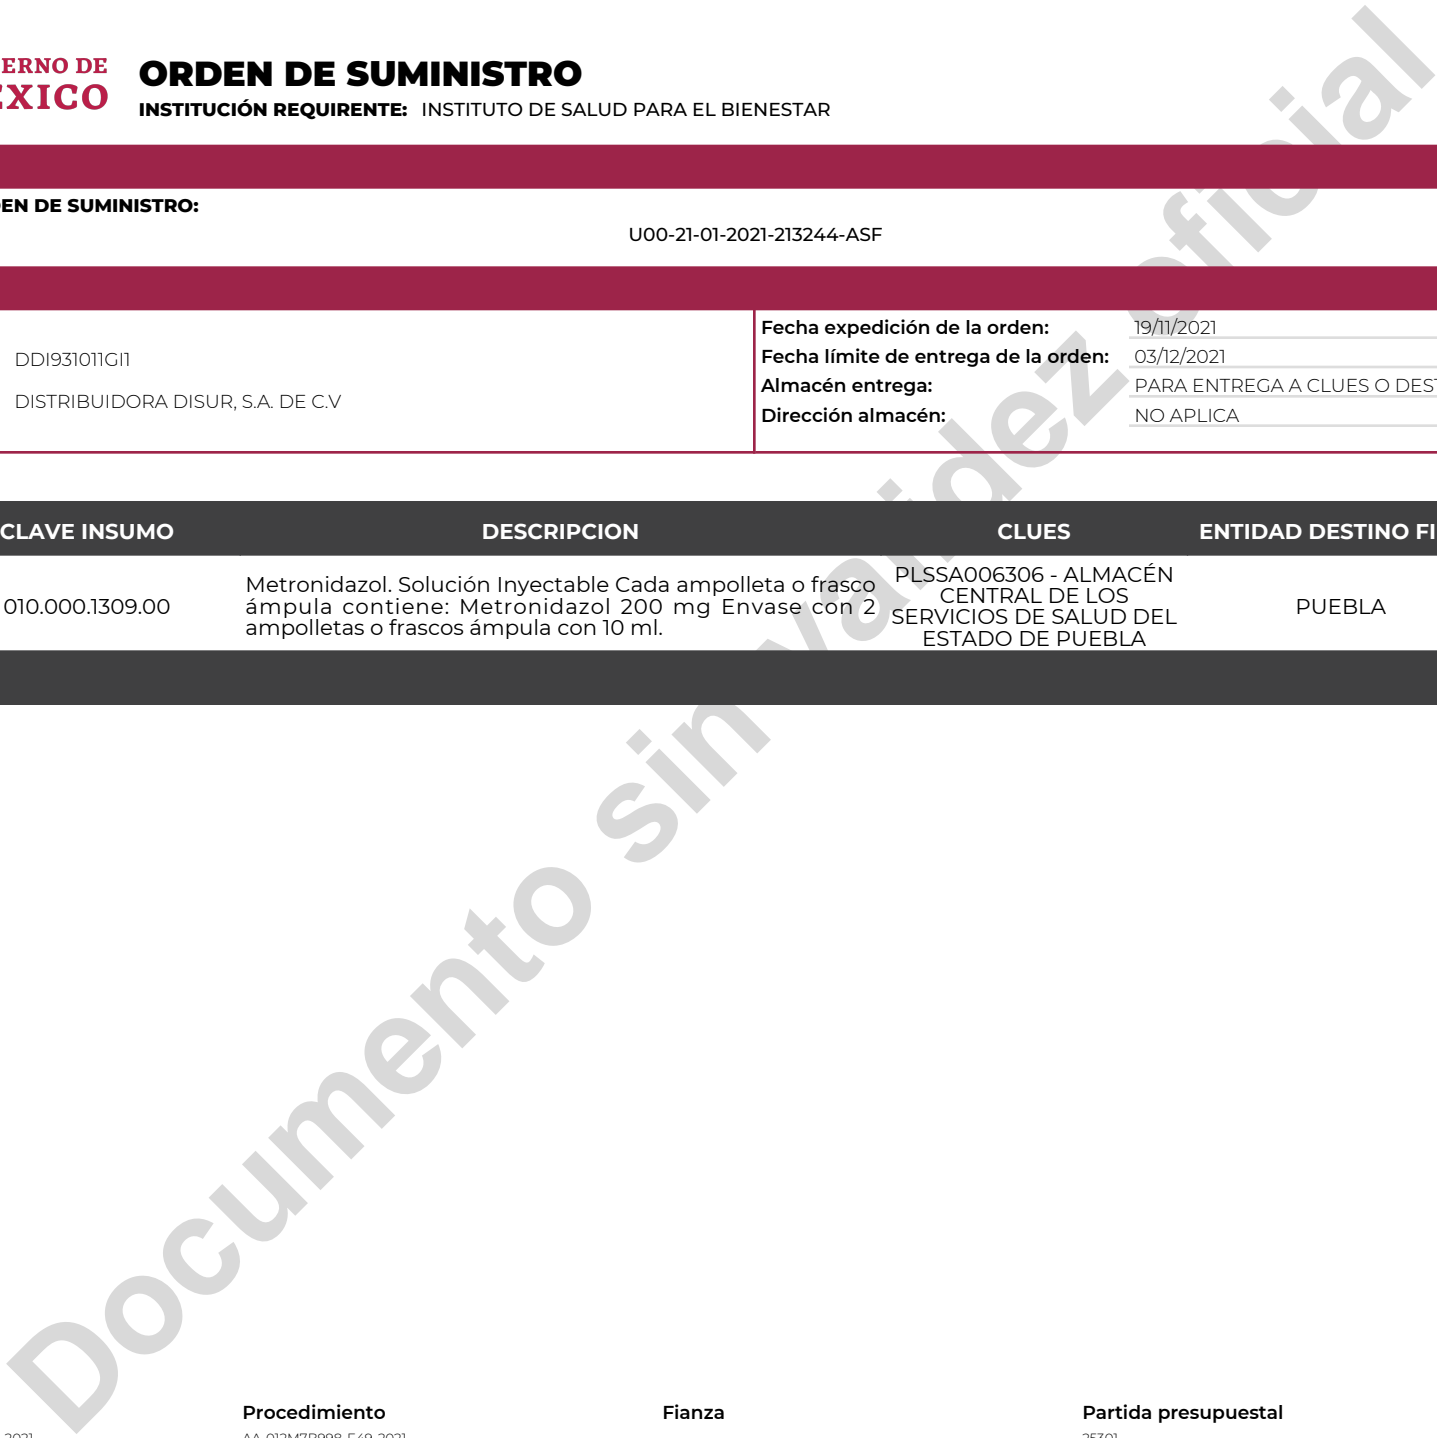 ERNO DE
ORDEN DE SUMINISTRO
EXICO
INSTITUCIÓN REQUIRENTE: INSTITUTO DE SALUD PARA EL BIENESTAR
EN DE SUMINISTRO:
U00-21-01-2021-213244-ASF
DDI931011GI1
DISTRIBUIDORA DISUR, S.A. DE C.V
Fecha expedición de la orden: 19/11/2021
Fecha límite de entrega de la orden: 03/12/2021
Almacén entrega: PARA ENTREGA A CLUES O DEST
Dirección almacén: NO APLICA
CLAVE INSUMO DESCRIPCION CLUES ENTIDAD DESTINO FI
010.000.1309.00
Metronidazol. Solución Inyectable Cada ampolleta o frasco
ámpula contiene: Metronidazol 200 mg Envase con 2
ampolletas o frascos ámpula con 10 ml.
PLSSA006306 - ALMACÉN
CENTRAL DE LOS
SERVICIOS DE SALUD DEL
ESTADO DE PUEBLA
PUEBLA
Documento sin validez oficial
Procedimiento Fianza Partida presupuestal